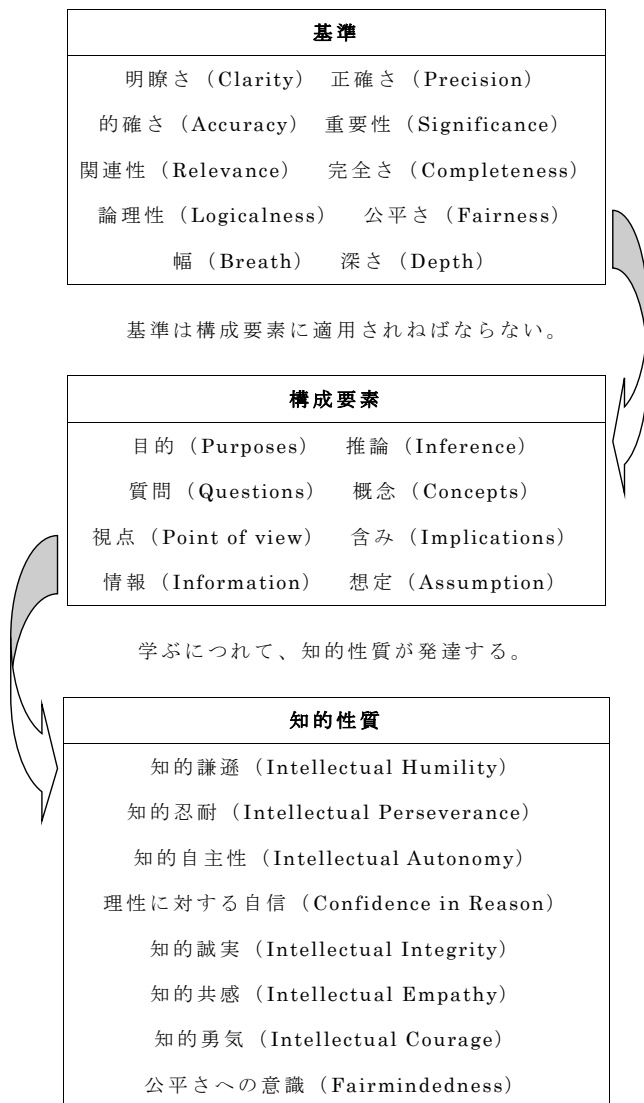 基準
明瞭さ（Clarity） 正確さ（Precision）
的確さ（Accuracy） 重要性（Significance）
関連性（Relevance） 完全さ（Completeness）
論理性（Logicalness） 公平さ（Fairness）
幅（Breath） 深さ（Depth）
基準は構成要素に適用されねばならない。
構成要素
目的（Purposes） 推論（Inference）
質問（Questions） 概念（Concepts）
視点（Point of view） 含み（Implications）
情報（Information） 想定（Assumption）
学ぶにつれて、知的性質が発達する。
知的性質
知的謙遜（Intellectual Humility）
知的忍耐（Intellectual Perseverance）
知的自主性（Intellectual Autonomy）
理性に対する自信（Confidence in Reason）
知的誠実（Intellectual Integrity）
知的共感（Intellectual Empathy）
知的勇気（Intellectual Courage）
公平さへの意識（Fairmindedness）